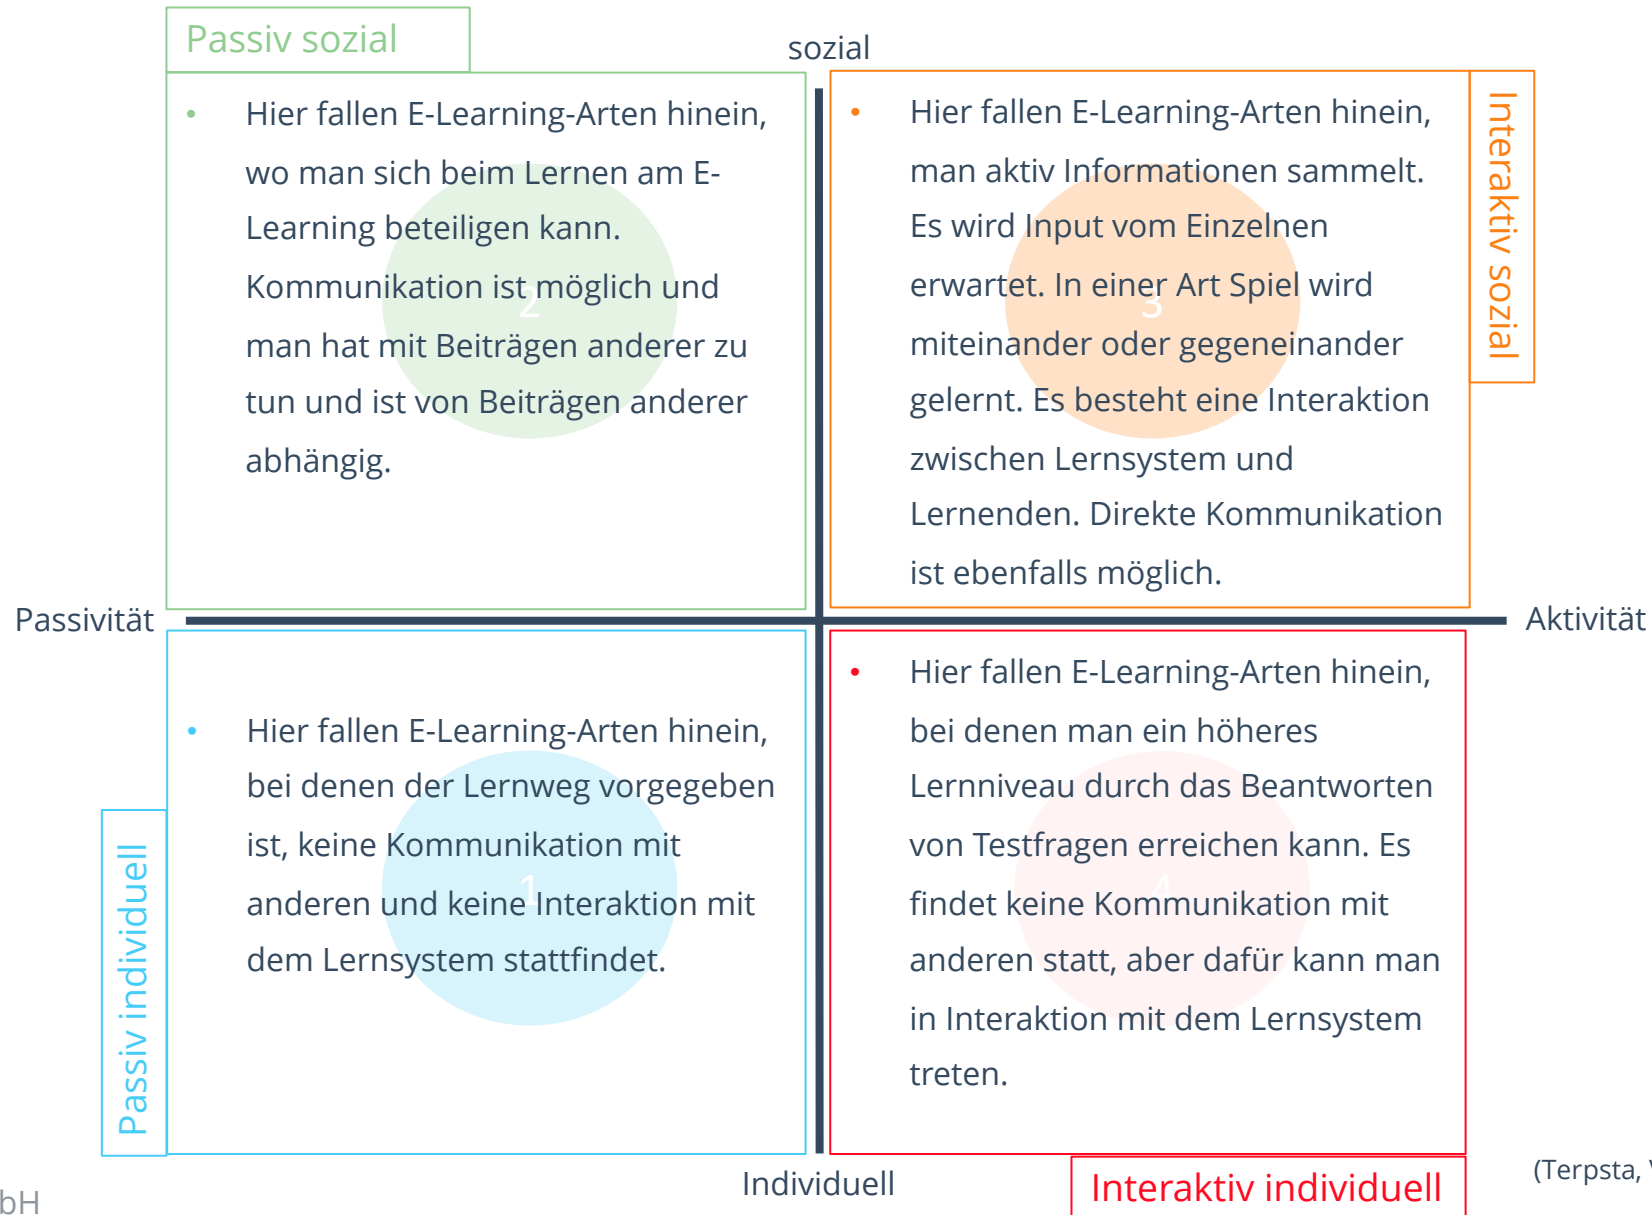 Passiv sozial
sozial
• Hier fallen E-Learning-Arten hinein,
wo man sich beim Lernen am E-
Learning beteiligen kann.
Kommunikation ist möglich und
man hat mit Beiträgen anderer zu
tun und ist von Beiträgen anderer
abhängig.
2
• Hier fallen E-Learning-Arten hinein,
man aktiv Informationen sammelt.
Es wird Input vom Einzelnen
erwartet. In einer Art Spiel wird
miteinander oder gegeneinander
gelernt. Es besteht eine Interaktion
zwischen Lernsystem und
Lernenden. Direkte Kommunikation
ist ebenfalls möglich.
3
Interaktiv sozial
Passivität
Aktivität
Passiv individuell
• Hier fallen E-Learning-Arten hinein,
bei denen der Lernweg vorgegeben
ist, keine Kommunikation mit
anderen und keine Interaktion mit
dem Lernsystem stattfindet.
1
• Hier fallen E-Learning-Arten hinein,
bei denen man ein höheres
Lernniveau durch das Beantworten
von Testfragen erreichen kann. Es
findet keine Kommunikation mit
anderen statt, aber dafür kann man
in Interaktion mit dem Lernsystem
treten.
4
Individuell
Interaktiv individuell
(Terpsta,
bH